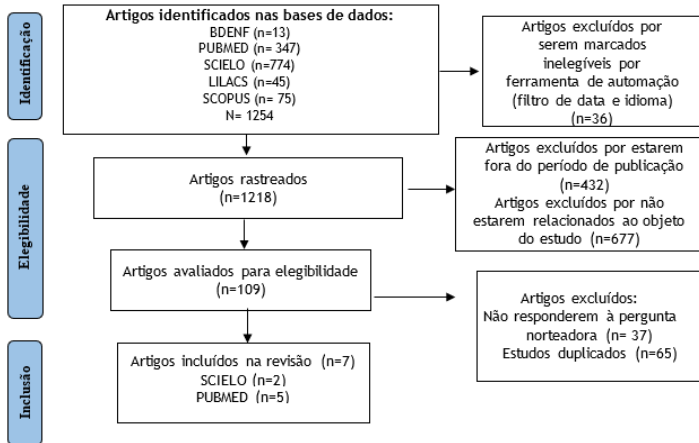 Identificação
Artigos identificados nas bases de dados:
BDENF (n=13)
PUBMED (n= 347)
SCIELO (n=774)
LILACS (n=45)
SCOPUS (n= 75)
N= 1254
Artigos excluídos por
serem marcados
inelegíveis por
ferramenta de automação
(filtro de data e idioma)
(n=36)
Elegibilidade
Artigos rastreados
(n=1218)
Artigos excluídos por estarem
fora do período de publicação
(n=432)
Artigos excluídos por não
estarem relacionados ao objeto
do estudo (n=677)
Artigos avaliados para elegibilidade
(n=109)
Artigos excluídos:
Não responderem à pergunta
norteadora (n= 37)
Estudos duplicados (n=65)
Inclusão
Artigos incluídos na revisão (n=7)
SCIELO (n=2)
PUBMED (n=5)